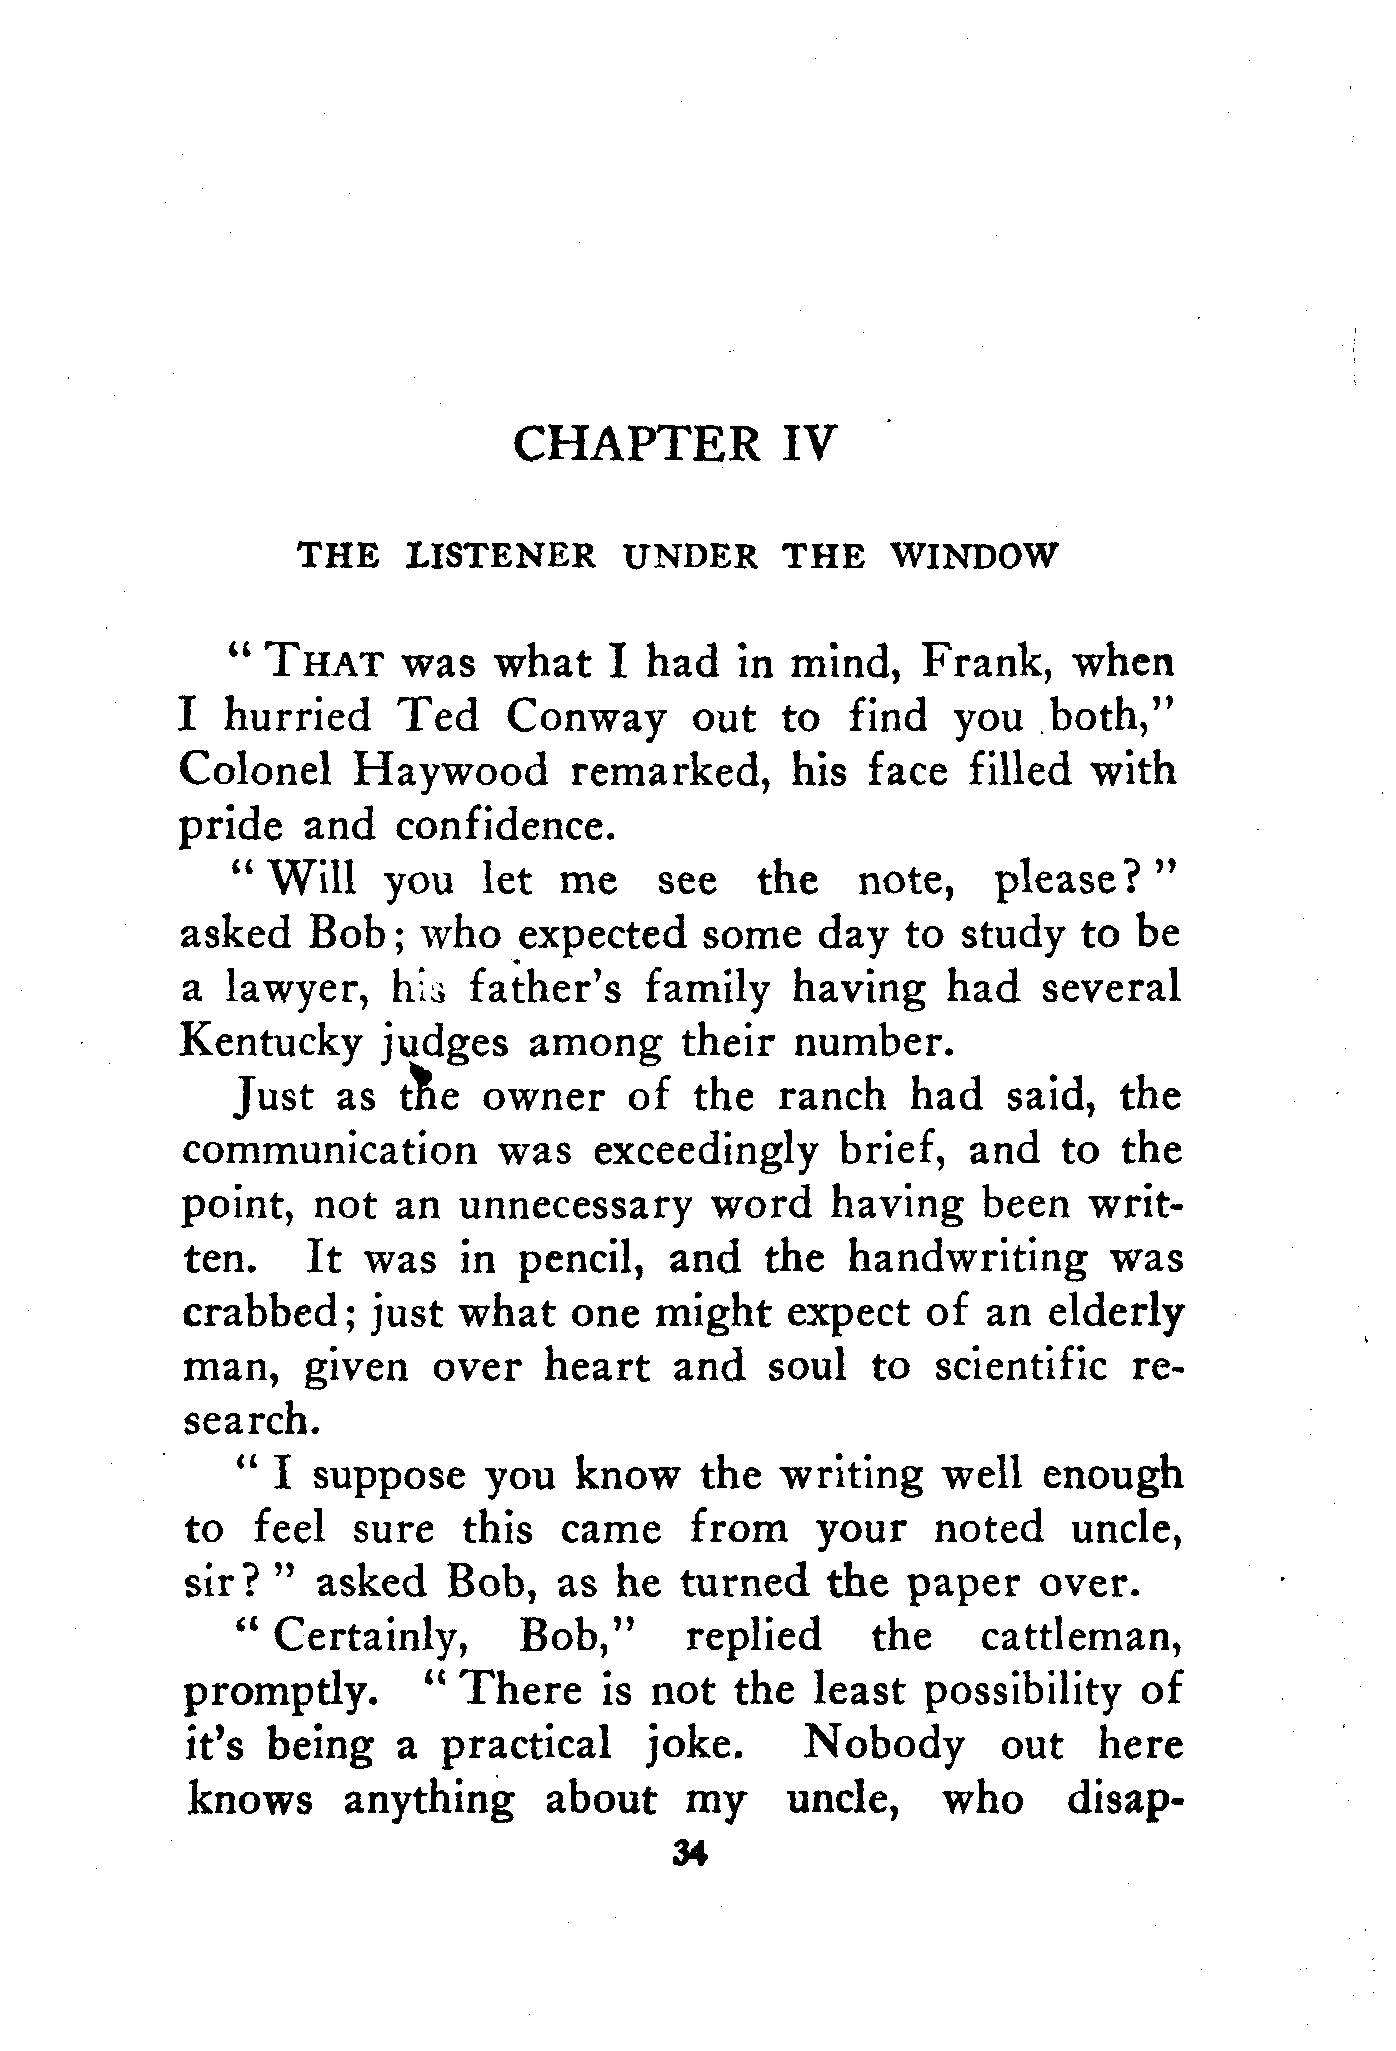 CHAPTER IV
THE LISTENER UNDER THE WINDOW
“ THAT was what I had in mind, Frank, when
I hurried Ted Conway out to find you both,”
Colonel Haywood remarked, his face filled with
pride and confidence.
“ Will you let me see the note, please? ”
asked Bob; who expected some day to study to be
a lawyer, his father’s family having had several
Kentucky judges among their number.
Just as the owner of the ranch had said, the
communication was exceedingly brief, and to the
point, not an unnecessary word having been writ-
ten. It was in pencil, and the handwriting was
crabbed; just what one might expect of an elderly
man, given over heart and soul to scientific re-
search.
“ I suppose you know the writing well enough
to feel sure this came from your noted uncle,
sir? ” asked Bob, as he turned the paper over.
“ Certainly, Bob,” replied the cattleman,
promptly. “ There is not the least possibility of
it’s being a practical joke. Nobody out here
knows anything about my uncle, who disap-
34